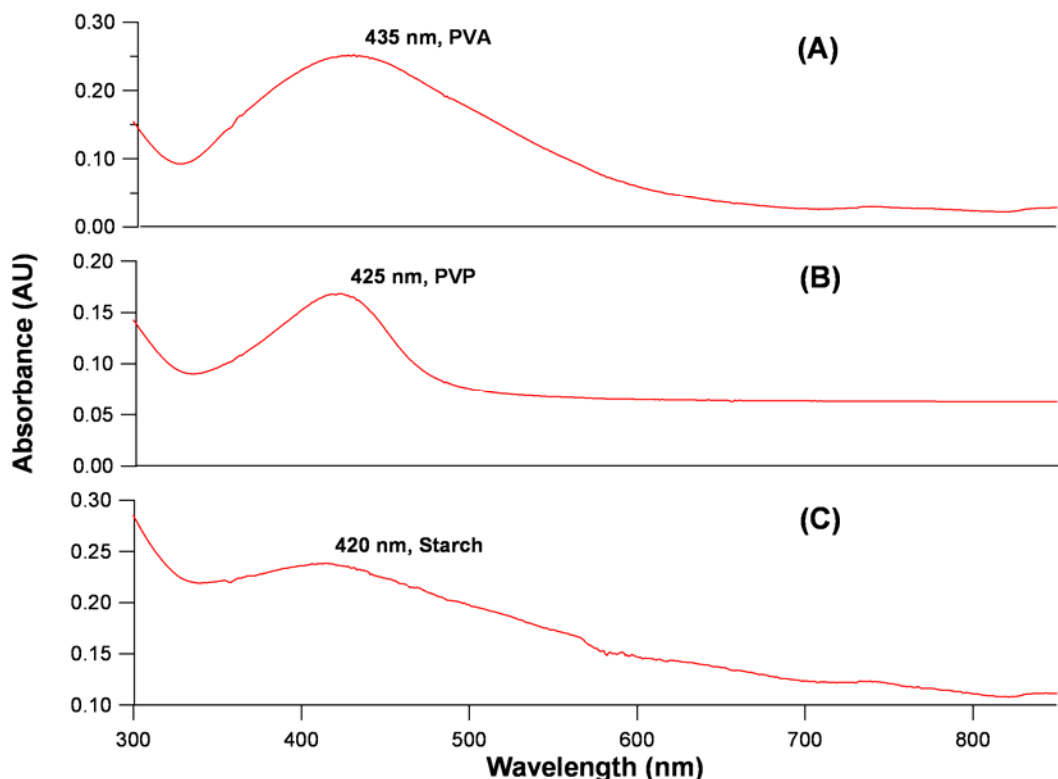 0.30
435 nm, PVA
(A)
0.20
0.10
0.00
0.20
425 nm, PVP
(B)
0.15
0.10
0.05
0.00
Absorbance (AU)
0.30
(C)
420 nm, Starch
0.25
0.20
0.15
0.10
300 400 500 600 700 800
Wavelength (nm)